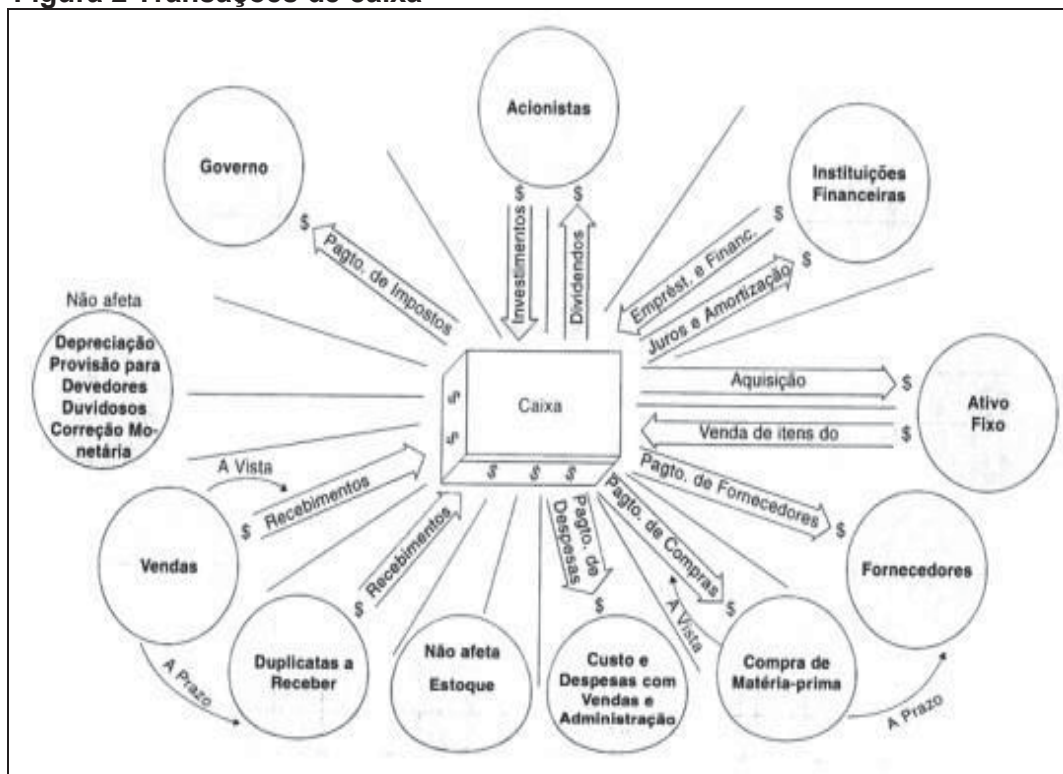 Figura 2 Transações do caixa
Acionistas
Governo
Instituições
Financeiras
$
$
$
$
$
Pagto. de Impostos
Investimentos
Dividendos
Emprést. e Financ.
Juros e Amortização
Não afeta
Depreciação
Provisão para
Devedores
Duvidosos
Correção Mo-
netária
Caixa
$
$
$ $ $
Aquisição
$
Venda de itens do
$
Ativo
Fixo
A Vista
Recebimentos
$
Vendas
A Prazo
Recebimentos
$
Duplicatas a
Receber
Não afeta
Estoque
Pagto. de
Despesas
$
Custo e
Despesas com
Vendas e
Administração
Pagto. de Compras
$
A Vista
Compra de
Matéria-prima
A Prazo
Pagto. de Fornecedores
$
Fornecedores